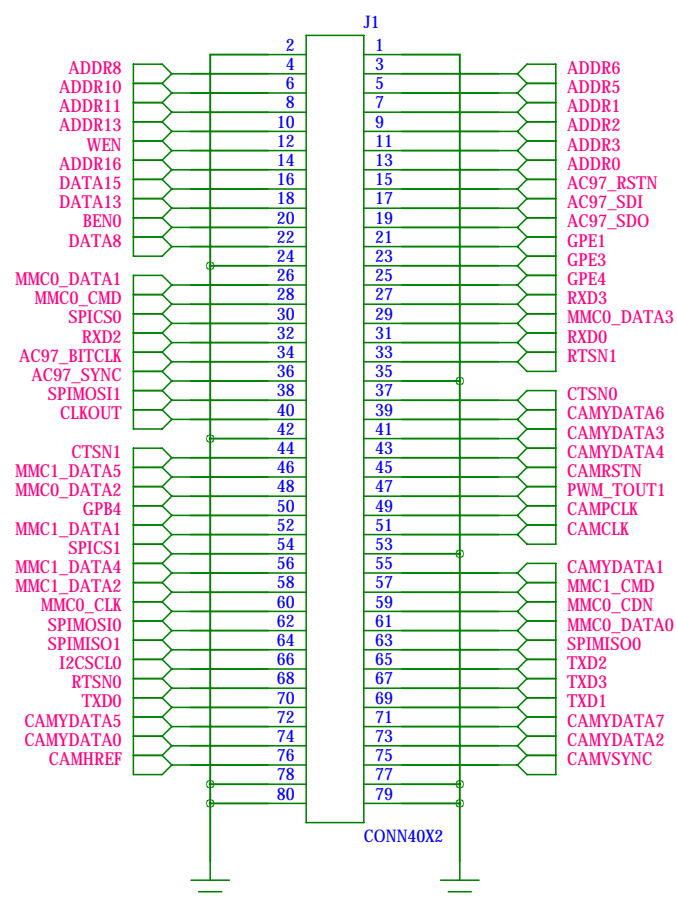 J1
2 1
ADDR8 4 3 ADDR6
ADDR10 6 5 ADDR5
ADDR11 8 7 ADDR1
ADDR13 10 9 ADDR2
WEN 12 11 ADDR3
ADDR16 14 13 ADDR0
DATA15 16 15 AC97_RSTN
DATA13 18 17 AC97_SDI
BEN0 20 19 AC97_SDO
DATA8 22 21 GPE1
24 23 GPE3
MMC0_DATA1 26 25 GPE4
MMC0_CMD 28 27 RXD3
SPICS0 30 29 MMC0_DATA3
RXD2 32 31 RXD0
AC97_BITCLK 34 33 RTSN1
AC97_SYNC 36 35
SPIMOSI1 38 37 CTSN0
CLKOUT 40 39 CAMYDATA6
42 41 CAMYDATA3
CTSN1 44 43 CAMYDATA4
MMC1_DATA5 46 45 CAMRSTN
MMC0_DATA2 48 47 PWM_TOUT1
GPB4 50 49 CAMPCLK
MMC1_DATA1 52 51 CAMCLK
SPICS1 54 53
MMC1_DATA4 56 55 CAMYDATA1
MMC1_DATA2 58 57 MMC1_CMD
MMC0_CLK 60 59 MMC0_CDN
SPIMOSI0 62 61 MMC0_DATA0
SPIMISO1 64 63 SPIMISO0
I2CSCL0 66 65 TXD2
RTSN0 68 67 TXD3
TXD0 70 69 TXD1
CAMYDATA5 72 71 CAMYDATA7
CAMYDATA0 74 73 CAMYDATA2
CAMHREF 76 75 CAMVSYNC
78 77
80 79
CONN40X2